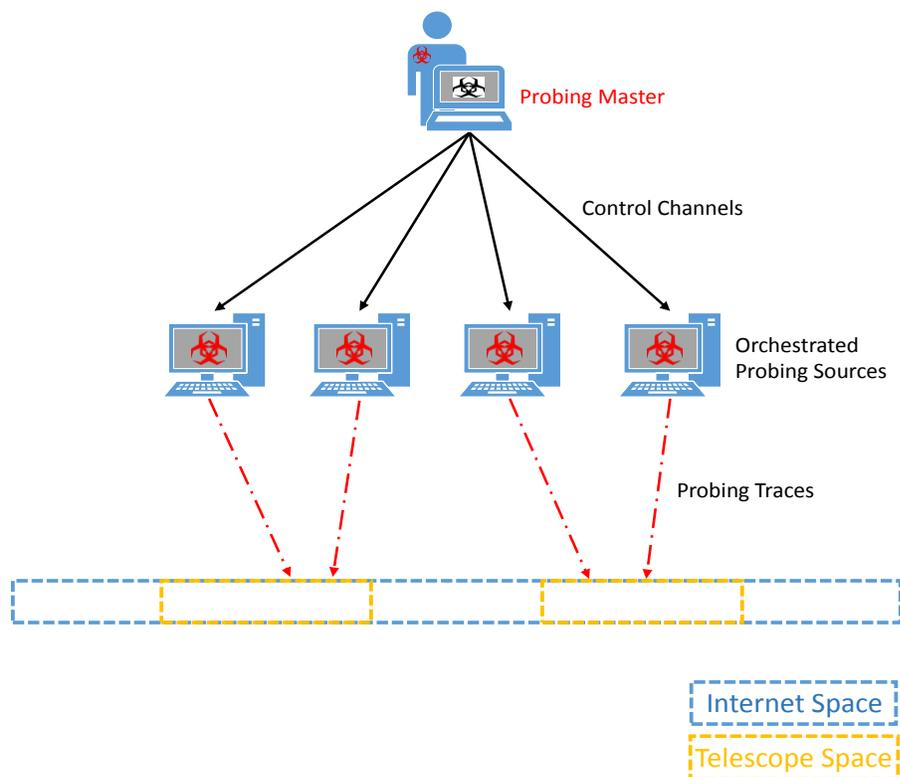 Probing Master
Control Channels
Orchestrated
Probing Sources
Probing Traces
Internet Space
Telescope Space